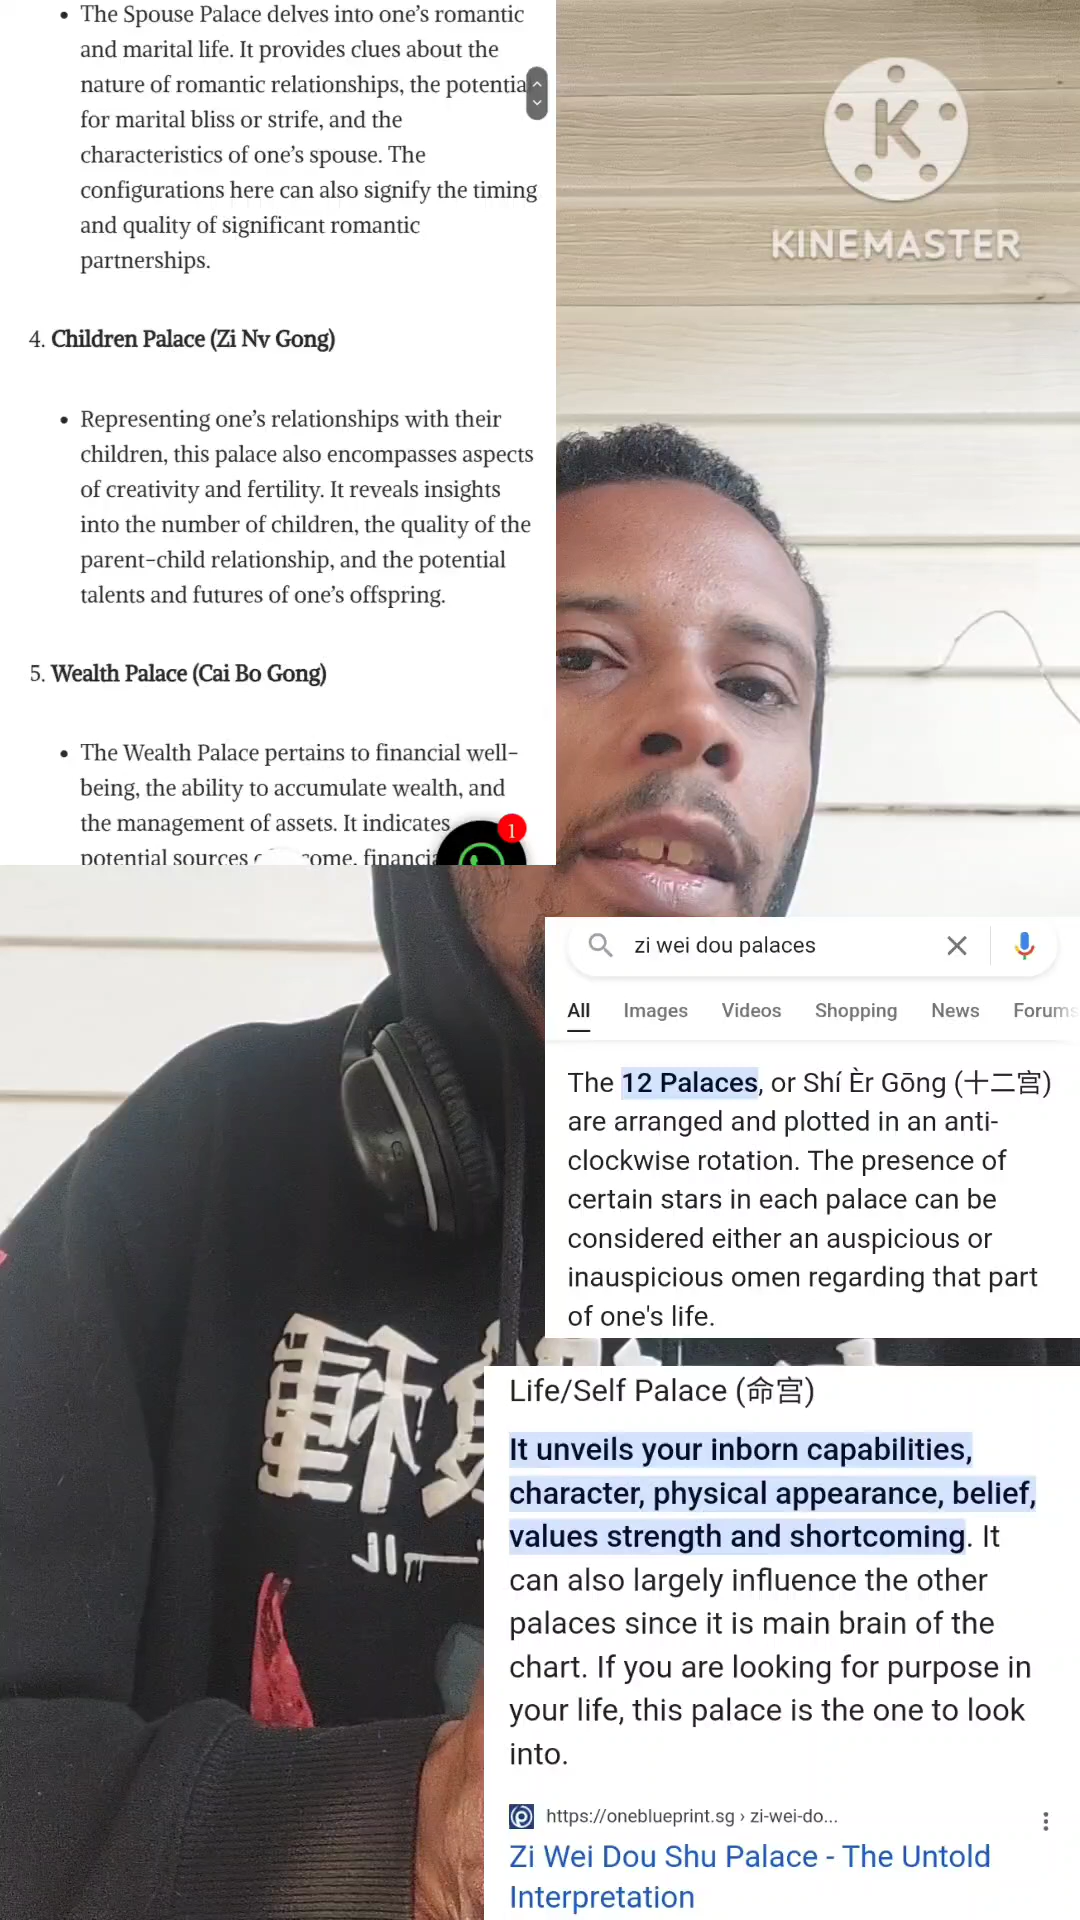 • The Spouse Palace delves into one’s romantic
and marital life. It provides clues about the
nature of romantic relationships, the potential
for marital bliss or strife, and the
characteristics of one’s spouse. The
configurations here can also signify the timing
and quality of significant romantic
partnerships.
4. Children Palace (Zi Nv Gong)
• Representing one’s relationships with their
children, this palace also encompasses aspects
of creativity and fertility. It reveals insights
into the number of children, the quality of the
parent-child relationship, and the potential
talents and futures of one’s offspring.
5. Wealth Palace (Cai Bo Gong)
• The Wealth Palace pertains to financial well-
being, the ability to accumulate wealth, and
the management of assets. It indicates
potential sources
1
K
KINEMASTER
zi wei dou palaces
All Images Videos Shopping News Forums
The 12 Palaces, or Shí Èr Gōng (十二宫)
are arranged and plotted in an anti-
clockwise rotation. The presence of
certain stars in each palace can be
considered either an auspicious or
inauspicious omen regarding that part
of one's life.
Life/Self Palace (命宫)
It unveils your inborn capabilities,
character, physical appearance, belief,
values strength and shortcoming. It
can also largely influence the other
palaces since it is main brain of the
chart. If you are looking for purpose in
your life, this palace is the one to look
into.
https://oneblueprint.sg › zi-wei-do...
Zi Wei Dou Shu Palace - The Untold
Interpretation